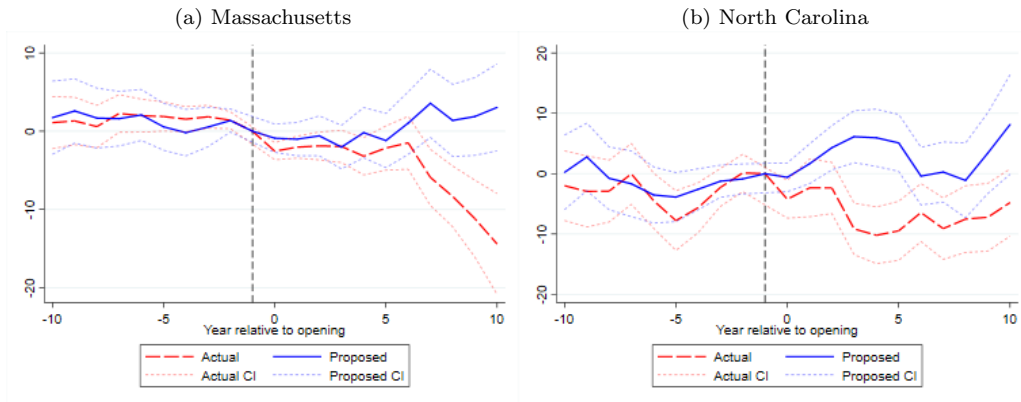 (a) Massachusetts
10
0
-10
-20
-10 -5 0 5 10
Year relative to opening
Actual Proposed
Actual CI Proposed CI
(b) North Carolina
20
10
0
-10
-20
-10 -5 0 5 10
Year relative to opening
Actual Proposed
Actual CI Proposed CI